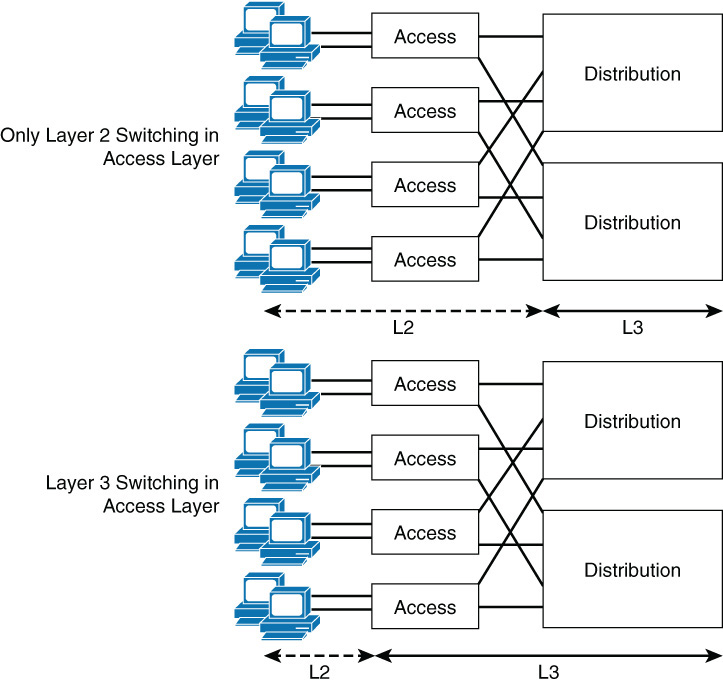 Access
Distribution
Access
Only Layer 2 Switching in
Access Layer
Access
Distribution
Access
L2
L3
Access
Distribution
Access
Layer 3 Switching in
Access Layer
Access
Distribution
Access
L2
L3